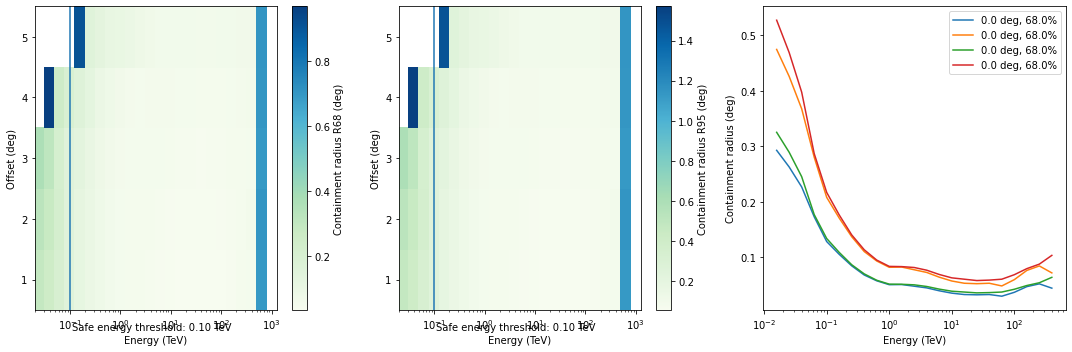 5
4
3
2
1
Offset (deg)
10⁻¹ 10⁰ 10¹ 10² 10³
Safe energy threshold: 0.10 TeV
Energy (TeV)
0.8
0.6
0.4
0.2
Containment radius R68 (deg)
5
4
3
2
1
Offset (deg)
10⁻¹ 10⁰ 10¹ 10² 10³
Safe energy threshold: 0.10 TeV
Energy (TeV)
1.4
1.2
1.0
0.8
0.6
0.4
0.2
Containment radius R95 (deg)
0.5
0.4
0.3
0.2
0.1
Containment radius (deg)
0.0 deg, 68.0%
0.0 deg, 68.0%
0.0 deg, 68.0%
0.0 deg, 68.0%
10⁻² 10⁻¹ 10⁰ 10¹ 10²
Energy (TeV)